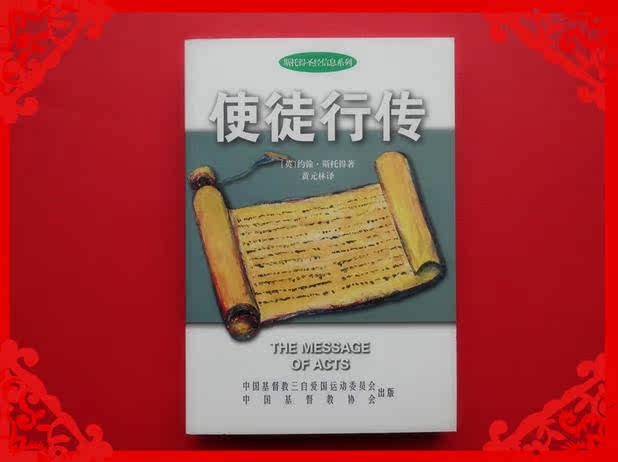 斯托得圣经信息系列
使徒行传
[英]约翰·斯托得著
黄元林译
THE MESSAGE
OF ACTS
中国基督教三自爱国运动委员会
中国基督教协会
出版